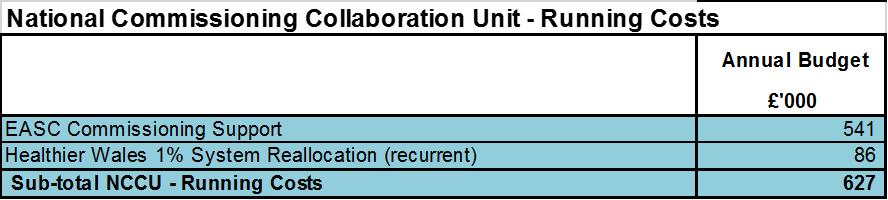 National Commissioning Collaboration Unit - Running Costs
Annual Budget
£'000
EASC Commissioning Support 541
Healthier Wales 1% System Reallocation (recurrent) 86
Sub-total NCCU - Running Costs 627